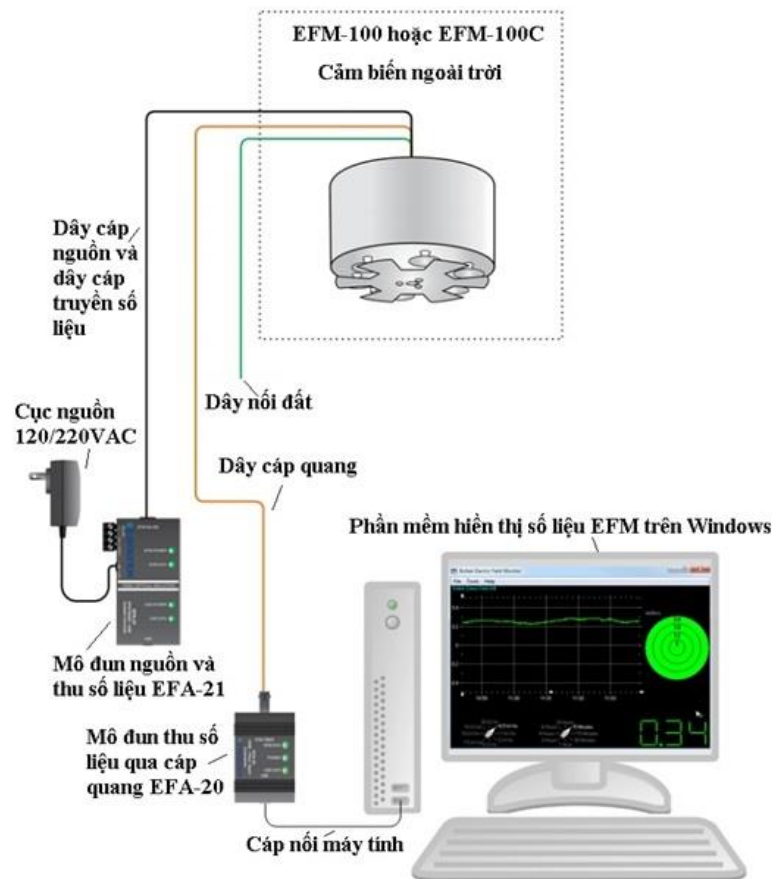 EFM-100 hoặc EFM-100C
Cảm biến ngoài trời
Dây cáp
nguồn và
dây cáp
truyền số
liệu
Dây nối đất
Cục nguồn
120/220VAC
Dây cáp quang
Phần mềm hiển thị số liệu EFM trên Windows
File Tools Help
Mô đun nguồn và
thu số liệu EFA-21
Mô đun thu số
liệu qua cáp
quang EFA-20
0.34
Cáp nối máy tính